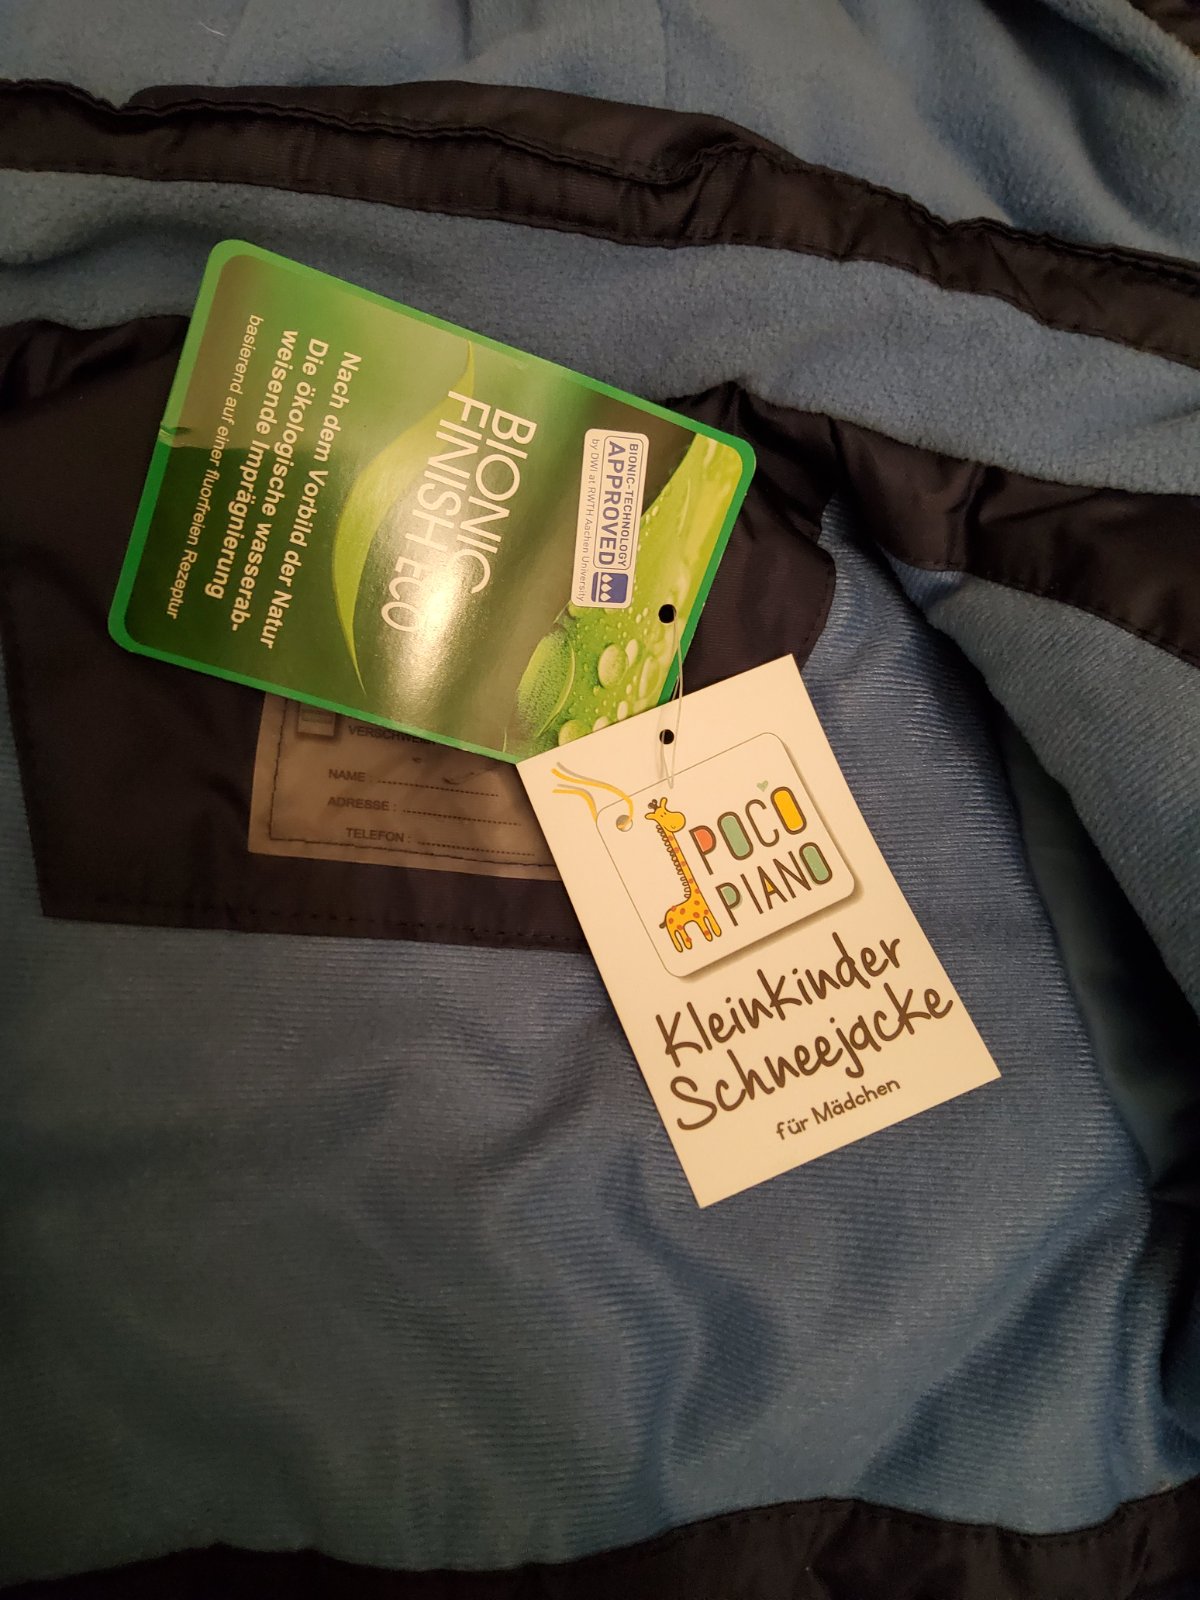 BIONIC-TECHNOLOGY
APPROVED
by DWI at RWTH Aachen University
BIONIC
FINISH ECO
Nach dem Vorbild der Natur
Die ökologische wasserab-
weisende Imprägnierung
basierend auf einer fluorfreien Rezeptur
NAME :
ADRESSE :
TELEFON :
POCO
PIANO
Kleinkinder
Schneejacke
für Mädchen